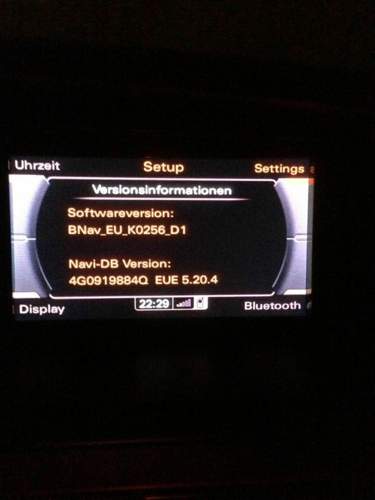 Uhrzeit
Setup
Settings
Versionsinformationen
Softwareversion:
BNav_EU_K0256_D1
Navi-DB Version:
4G0919884Q EUE 5.20.4
Display
22:29
Bluetooth